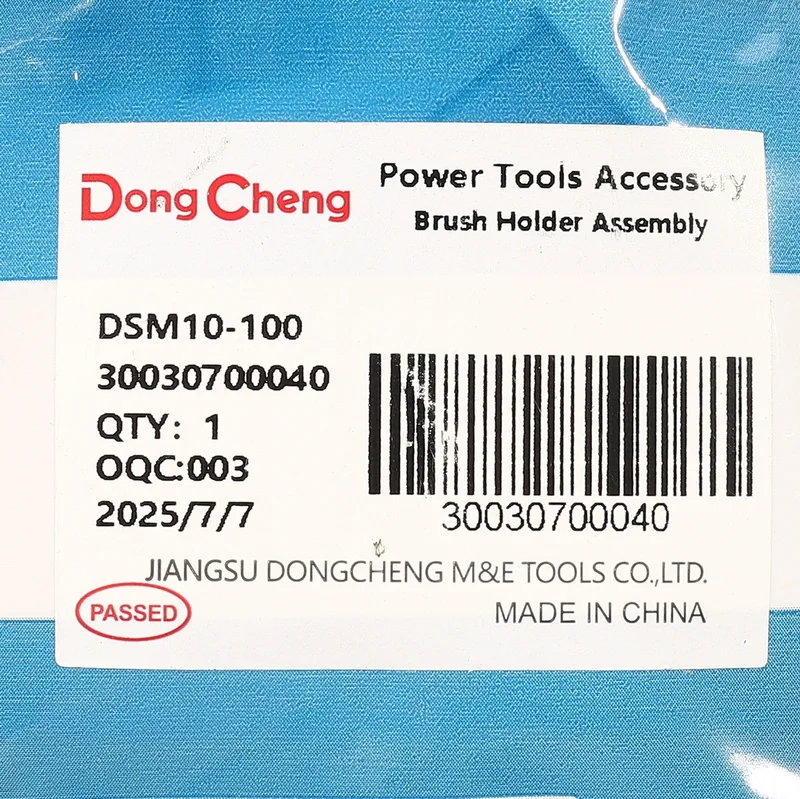 Dong Cheng
Power Tools Accessory
Brush Holder Assembly
DSM10-100
30030700040
QTY: 1
OQC:003
2025/7/7
30030700040
JIANGSU DONGCHENG M&E TOOLS CO.,LTD.
PASSED
MADE IN CHINA